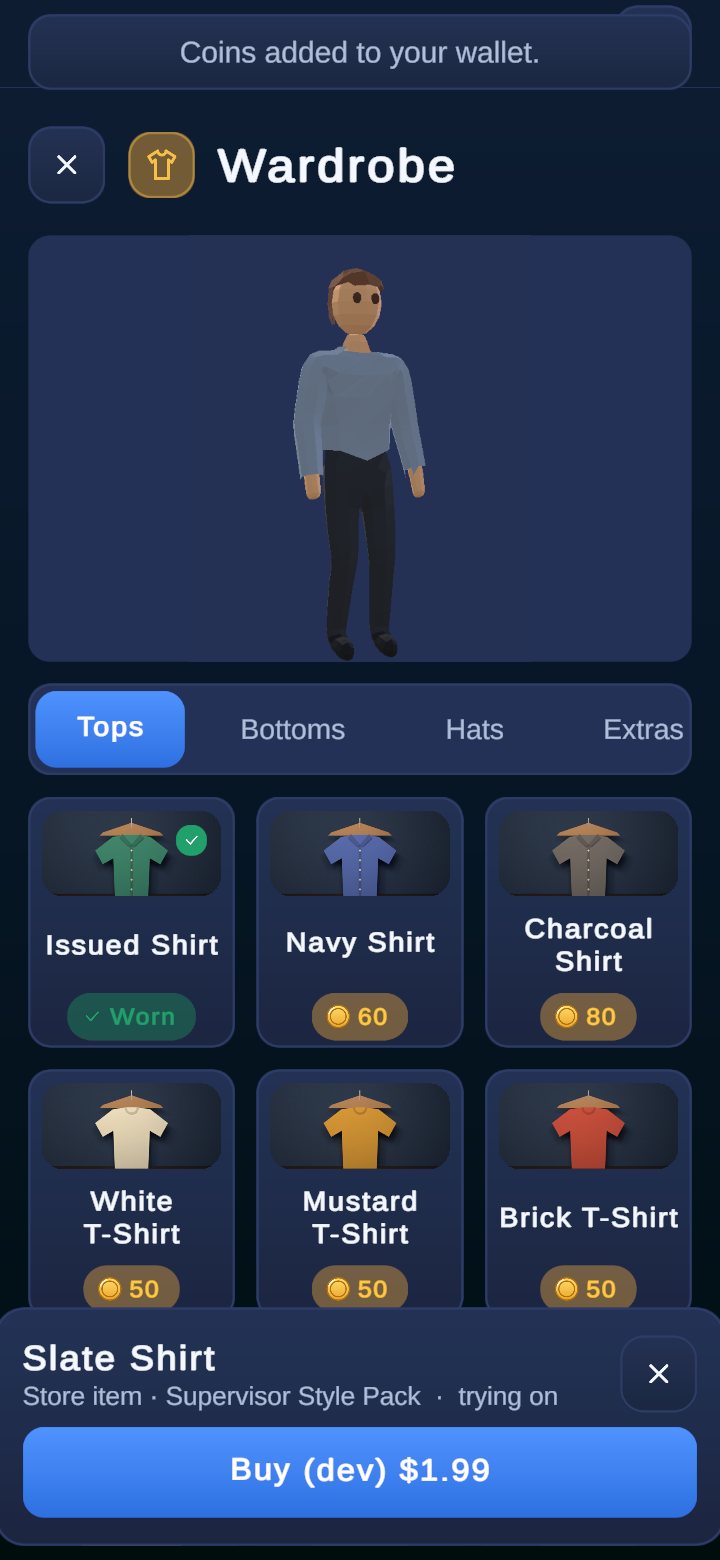 Coins added to your wallet.
Wardrobe
Tops Bottoms Hats Extras
Issued Shirt
Worn
Navy Shirt
60
Charcoal
Shirt
80
White
T-Shirt
50
Mustard
T-Shirt
50
Brick T-Shirt
50
Slate Shirt
Store item · Supervisor Style Pack · trying on
Buy (dev) $1.99